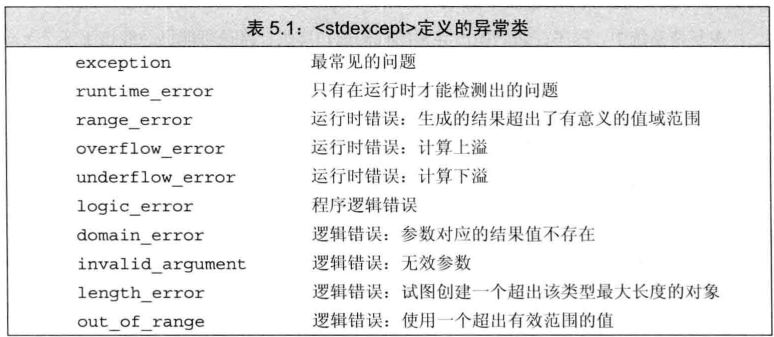 表 5.1：<stdexcept>定义的异常类
exception 最常见的问题
runtime_error 只有在运行时才能检测出的问题
range_error 运行时错误：生成的结果超出了有意义的值域范围
overflow_error 运行时错误：计算上溢
underflow_error 运行时错误：计算下溢
logic_error 程序逻辑错误
domain_error 逻辑错误：参数对应的结果值不存在
invalid_argument 逻辑错误：无效参数
length_error 逻辑错误：试图创建一个超出该类型最大长度的对象
out_of_range 逻辑错误：使用一个超出有效范围的值